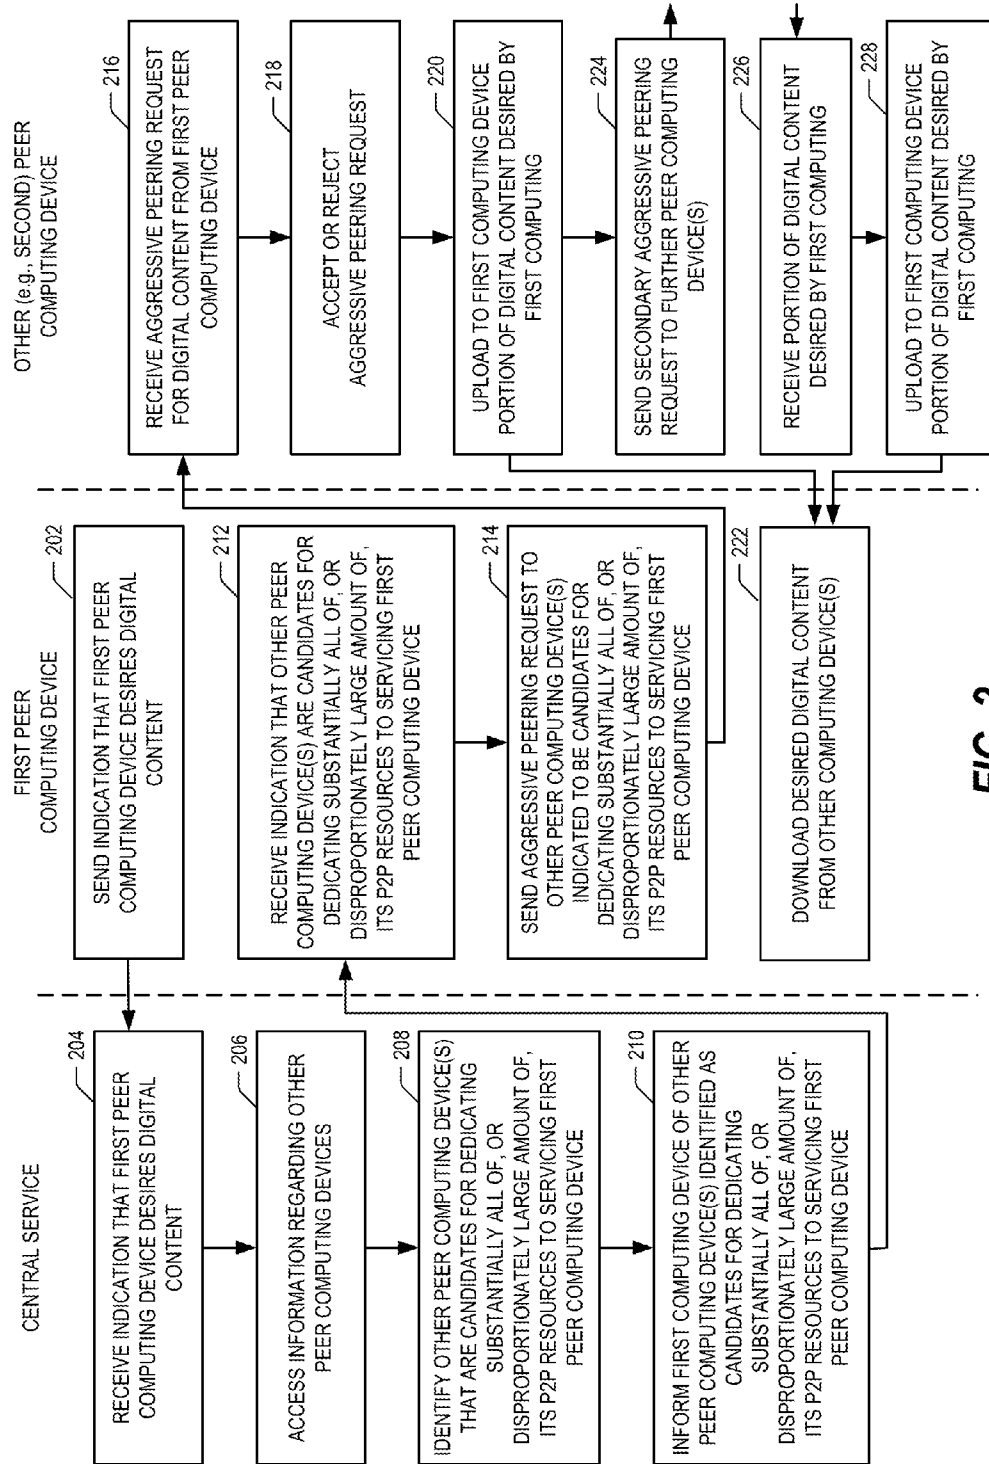 CENTRAL SERVICE
204
RECEIVE INDICATION THAT FIRST PEER
COMPUTING DEVICE DESIRES DIGITAL
CONTENT
206
ACCESS INFORMATION REGARDING OTHER
PEER COMPUTING DEVICES
208
IDENTIFY OTHER PEER COMPUTING DEVICE(S)
THAT ARE CANDIDATES FOR DEDICATING
SUBSTANTIALLY ALL OF, OR
DISPROPORTIONATELY LARGE AMOUNT OF,
ITS P2P RESOURCES TO SERVICING FIRST
PEER COMPUTING DEVICE
210
INFORM FIRST COMPUTING DEVICE OF OTHER
PEER COMPUTING DEVICE(S) IDENTIFIED AS
CANDIDATES FOR DEDICATING
SUBSTANTIALLY ALL OF, OR
DISPROPORTIONATELY LARGE AMOUNT OF,
ITS P2P RESOURCES TO SERVICING FIRST
PEER COMPUTING DEVICE
FIRST PEER
COMPUTING DEVICE
202
SEND INDICATION THAT FIRST PEER
COMPUTING DEVICE DESIRES DIGITAL
CONTENT
212
RECEIVE INDICATION THAT OTHER PEER
COMPUTING DEVICE(S) ARE CANDIDATES FOR
DEDICATING SUBSTANTIALLY ALL OF, OR
DISPROPORTIONATELY LARGE AMOUNT OF,
ITS P2P RESOURCES TO SERVICING FIRST
PEER COMPUTING DEVICE
214
SEND AGGRESSIVE PEERING REQUEST TO
OTHER PEER COMPUTING DEVICE(S)
INDICATED TO BE CANDIDATES FOR
DEDICATING SUBSTANTIALLY ALL OF, OR
DISPROPORTIONATELY LARGE AMOUNT OF,
ITS P2P RESOURCES TO SERVICING FIRST
PEER COMPUTING DEVICE
222
DOWNLOAD DESIRED DIGITAL CONTENT
FROM OTHER COMPUTING DEVICE(S)
OTHER (e.g., SECOND) PEER
COMPUTING DEVICE
216
RECEIVE AGGRESSIVE PEERING REQUEST
FOR DIGITAL CONTENT FROM FIRST PEER
COMPUTING DEVICE
218
ACCEPT OR REJECT
AGGRESSIVE PEERING REQUEST
220
UPLOAD TO FIRST COMPUTING DEVICE
PORTION OF DIGITAL CONTENT DESIRED BY
FIRST COMPUTING
224
SEND SECONDARY AGGRESSIVE PEERING
REQUEST TO FURTHER PEER COMPUTING
DEVICE(S)
226
RECEIVE PORTION OF DIGITAL CONTENT
DESIRED BY FIRST COMPUTING
228
UPLOAD TO FIRST COMPUTING DEVICE
PORTION OF DIGITAL CONTENT DESIRED BY
FIRST COMPUTING